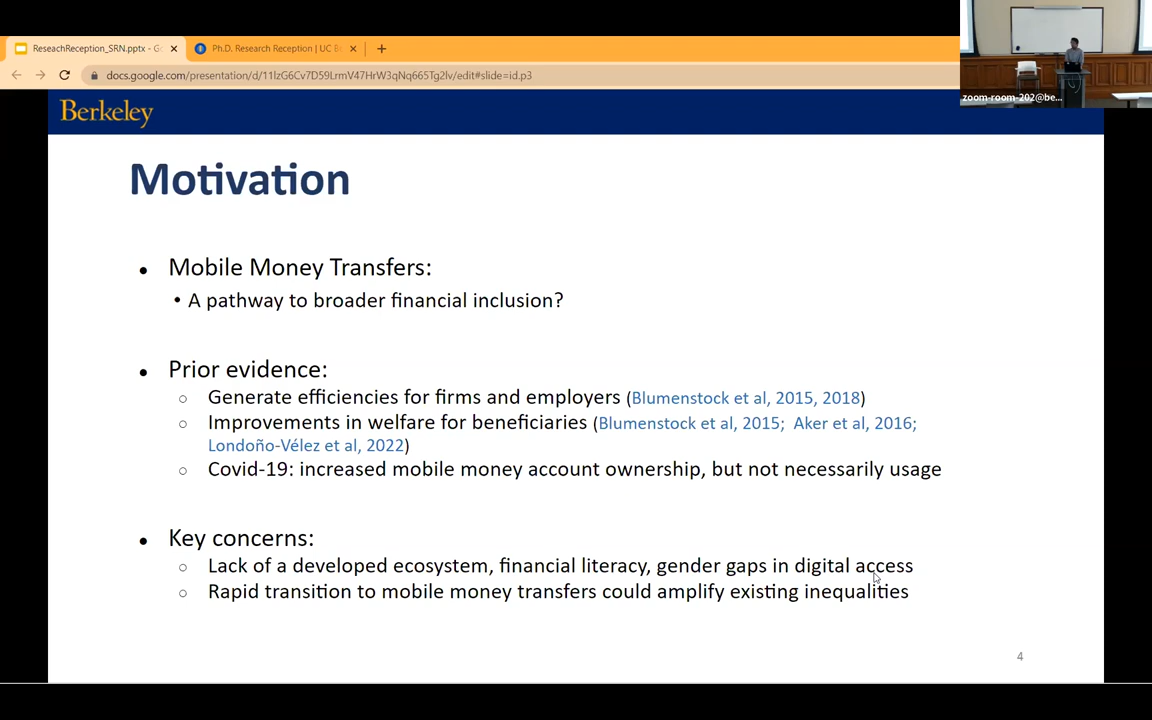 ReseachReception_SRN.pptx - Go
Ph.D. Research Reception | UC Be
docs.google.com/presentation/d/11IzG6Cv7D59LrmV47HrW3qNq665Tg2lv/edit#slide=id.p3
zoom-room-202@be...
Berkeley
Motivation
● Mobile Money Transfers:
• A pathway to broader financial inclusion?
● Prior evidence:
○ Generate efficiencies for firms and employers (Blumenstock et al, 2015, 2018)
○ Improvements in welfare for beneficiaries (Blumenstock et al, 2015; Aker et al, 2016;
Londoño-Vélez et al, 2022)
○ Covid-19: increased mobile money account ownership, but not necessarily usage
● Key concerns:
○ Lack of a developed ecosystem, financial literacy, gender gaps in digital access
○ Rapid transition to mobile money transfers could amplify existing inequalities
4